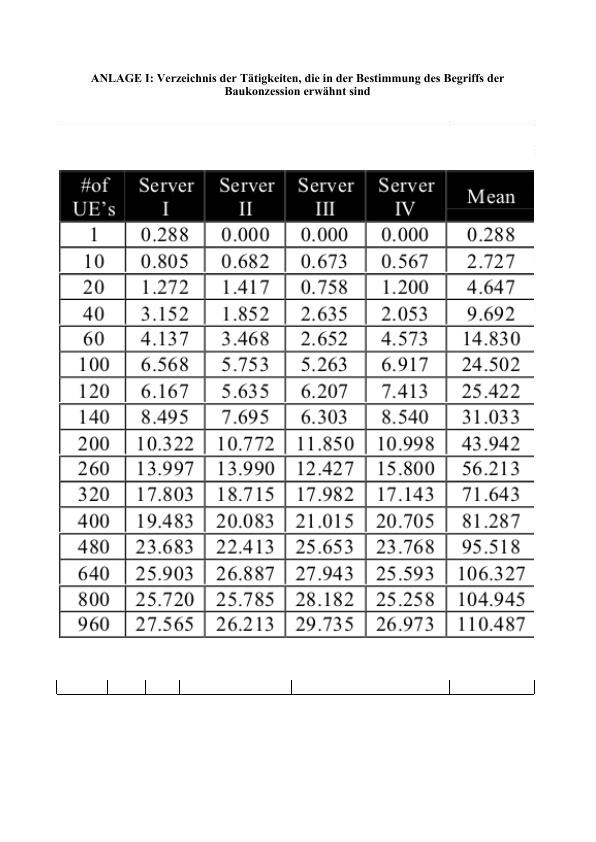 ANLAGE I: Verzeichnis der Tätigkeiten, die in der Bestimmung des Begriffs der
Baukonzession erwähnt sind
#of UE's Server I Server II Server III Server IV Mean
1 0.288 0.000 0.000 0.000 0.288
10 0.805 0.682 0.673 0.567 2.727
20 1.272 1.417 0.758 1.200 4.647
40 3.152 1.852 2.635 2.053 9.692
60 4.137 3.468 2.652 4.573 14.830
100 6.568 5.753 5.263 6.917 24.502
120 6.167 5.635 6.207 7.413 25.422
140 8.495 7.695 6.303 8.540 31.033
200 10.322 10.772 11.850 10.998 43.942
260 13.997 13.990 12.427 15.800 56.213
320 17.803 18.715 17.982 17.143 71.643
400 19.483 20.083 21.015 20.705 81.287
480 23.683 22.413 25.653 23.768 95.518
640 25.903 26.887 27.943 25.593 106.327
800 25.720 25.785 28.182 25.258 104.945
960 27.565 26.213 29.735 26.973 110.487